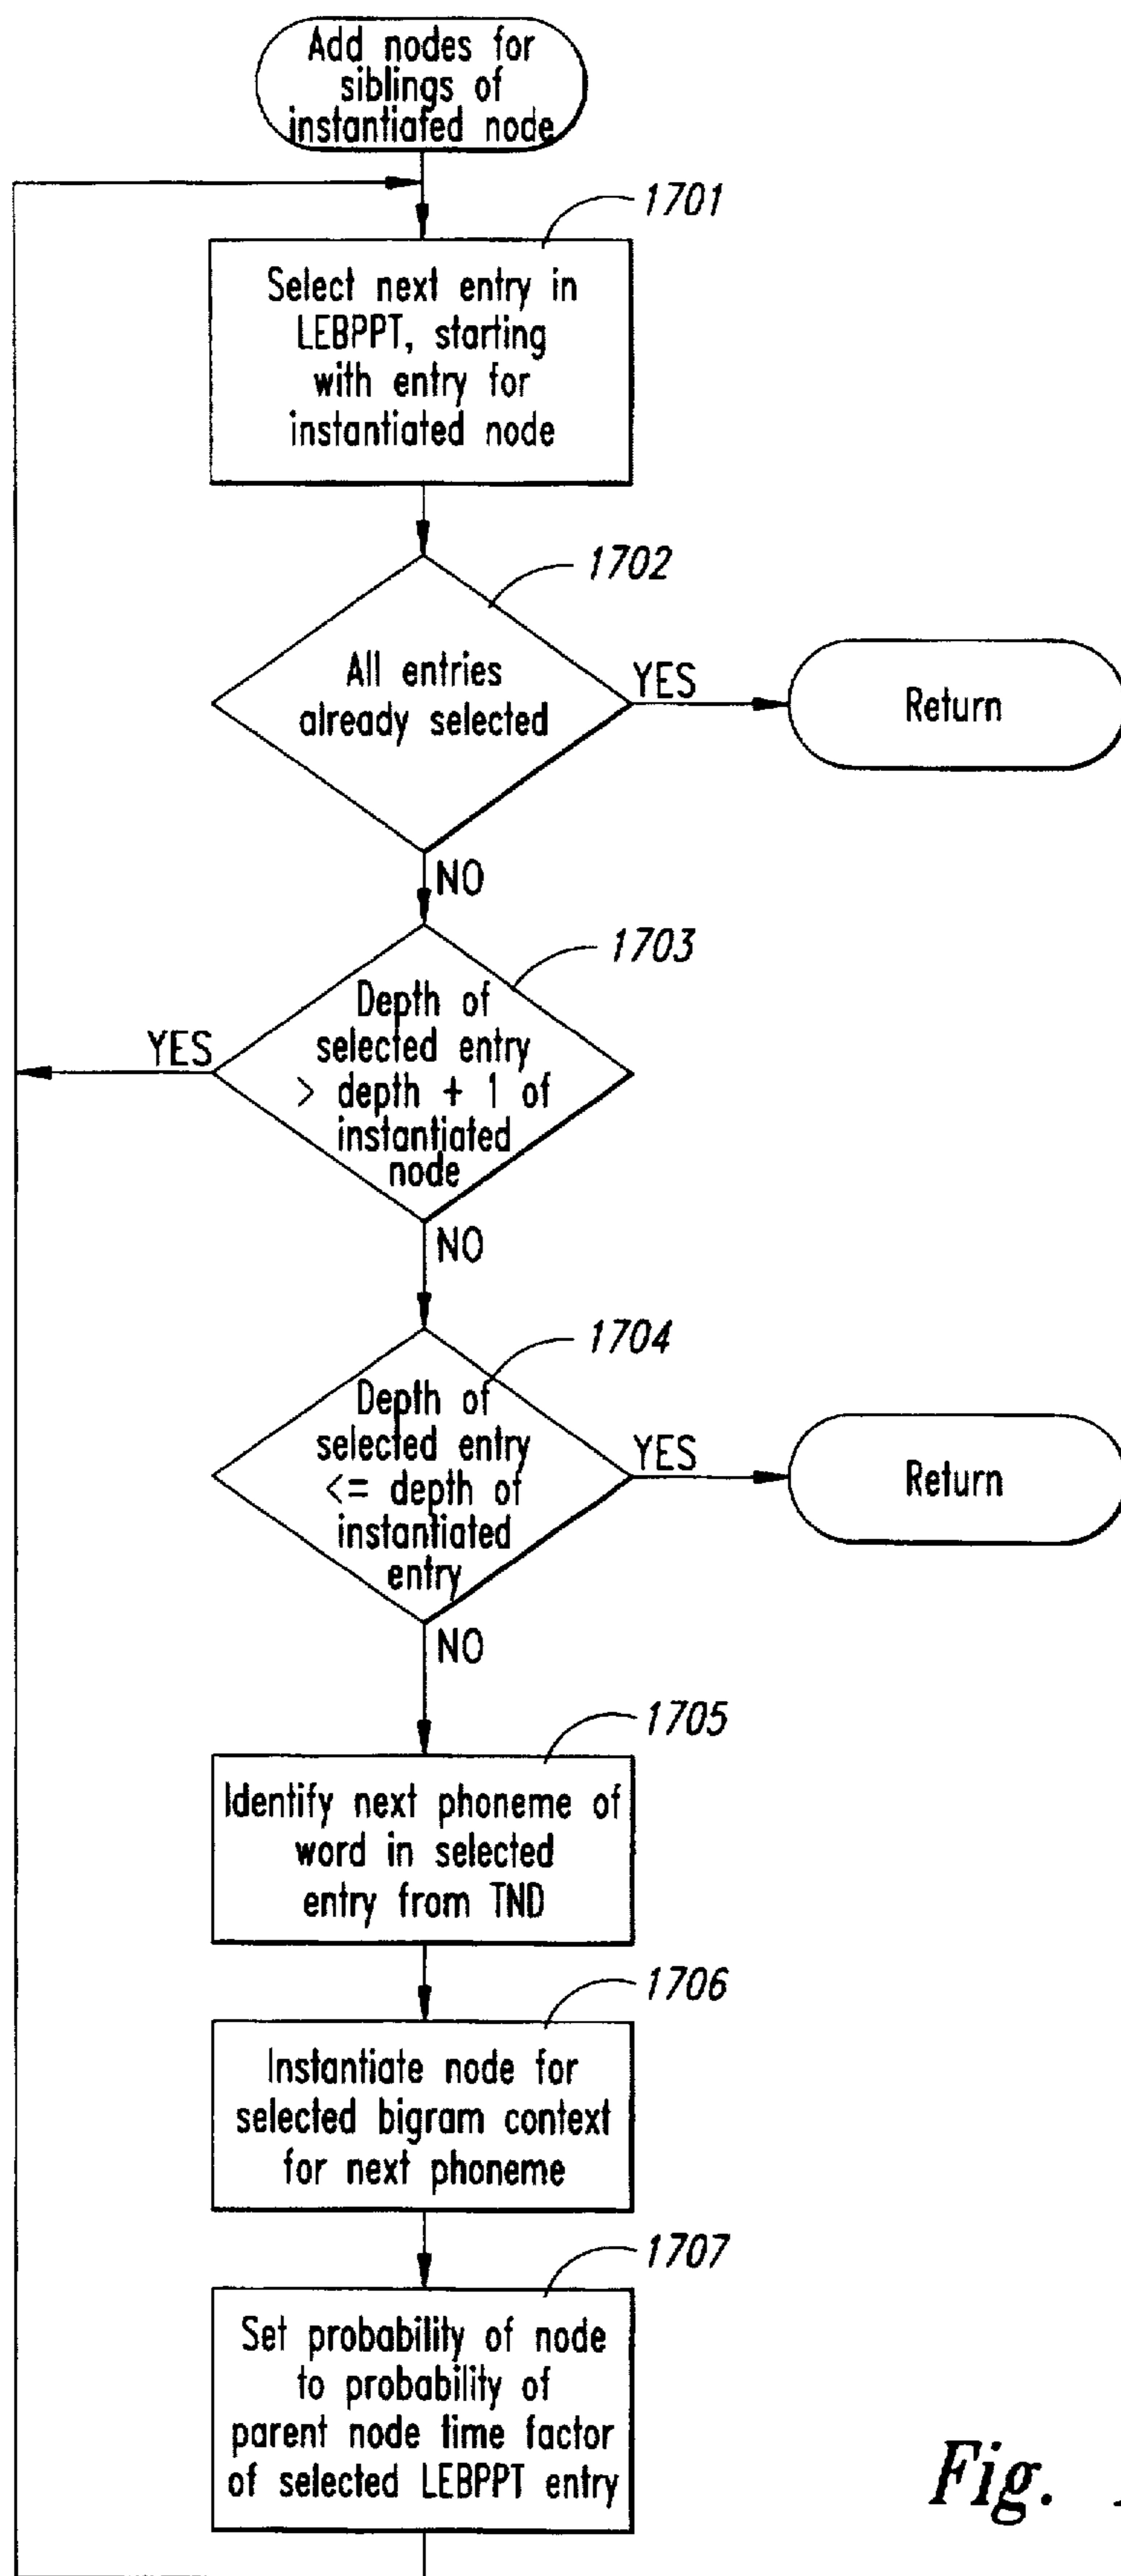 Add nodes for
siblings of
instantiated node
1701
Select next entry in
LEBPPT, starting
with entry for
instantiated node
1702
All entries
already selected
YES
Return
NO
1703
Depth of
selected entry
> depth + 1 of
instantiated
node
YES
NO
1704
Depth of
selected entry
<= depth of
instantiated
entry
YES
Return
NO
1705
Identify next phoneme of
word in selected
entry from TND
1706
Instantiate node for
selected bigram context
for next phoneme
1707
Set probability of node
to probability of
parent node time factor
of selected LEBPPT entry
Fig.